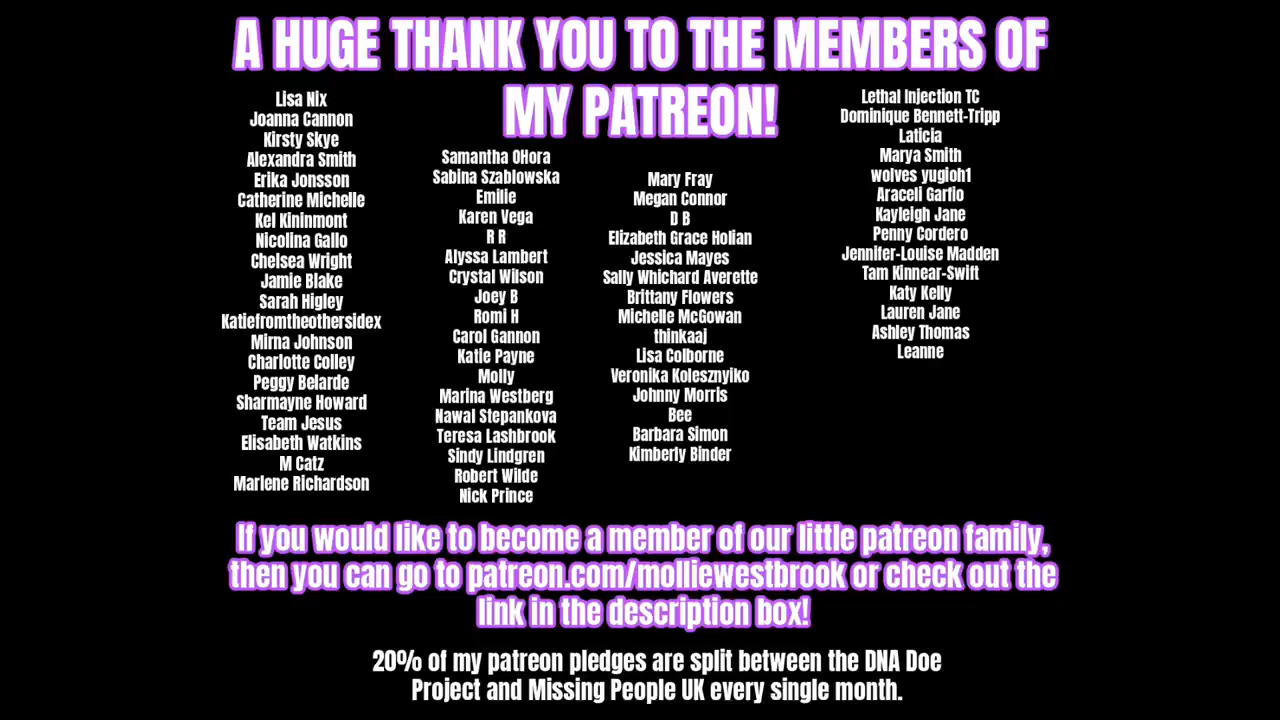 A HUGE THANK YOU TO THE MEMBERS OF
MY PATREON!
Lisa Nix
Joanna Cannon
Kirsty Skye
Alexandra Smith
Erika Jonsson
Catherine Michelle
Kel Kininmont
Nicolina Gallo
Chelsea Wright
Jamie Blake
Sarah Higley
Katiefromtheothersidex
Mirna Johnson
Charlotte Colley
Peggy Belarde
Sharmayne Howard
Team Jesus
Elisabeth Watkins
M Catz
Marlene Richardson
Samantha OHora
Sabina Szablowska
Emilie
Karen Vega
R R
Alyssa Lambert
Crystal Wilson
Joey B
Romi H
Carol Gannon
Katie Payne
Molly
Marina Westberg
Nawal Stepankova
Teresa Lashbrook
Sindy Lindgren
Robert Wilde
Nick Prince
Mary Fray
Megan Connor
D B
Elizabeth Grace Holian
Jessica Mayes
Sally Whichard Averette
Brittany Flowers
Michelle McGowan
thinkaaj
Lisa Colborne
Veronika Kolesznyiko
Johnny Morris
Bee
Barbara Simon
Kimberly Binder
Lethal Injection TC
Dominique Bennett-Tripp
Laticia
Marya Smith
wolves yugioh1
Araceli Garfio
Kayleigh Jane
Penny Cordero
Jennifer-Louise Madden
Tam Kinnear-Swift
Katy Kelly
Lauren Jane
Ashley Thomas
Leanne
If you would like to become a member of our little patreon family,
then you can go to patreon.com/molliewestbrook or check out the
link in the description box!
20% of my patreon pledges are split between the DNA Doe
Project and Missing People UK every single month.